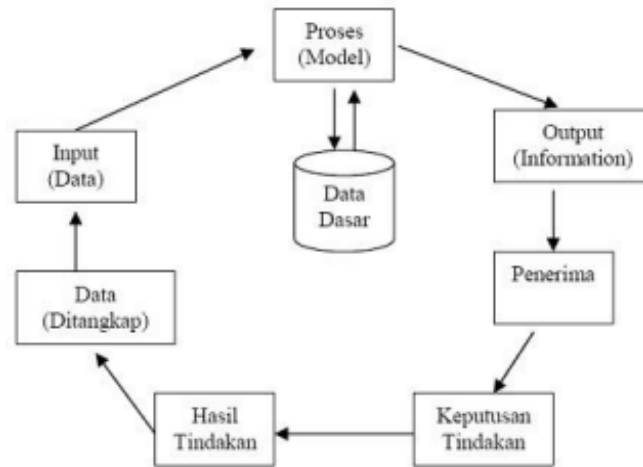 Proses
(Model)
Input
(Data)
Output
(Information)
Data
Dasar
Penerima
Data
(Ditangkap)
Hasil
Tindakan
Keputusan
Tindakan